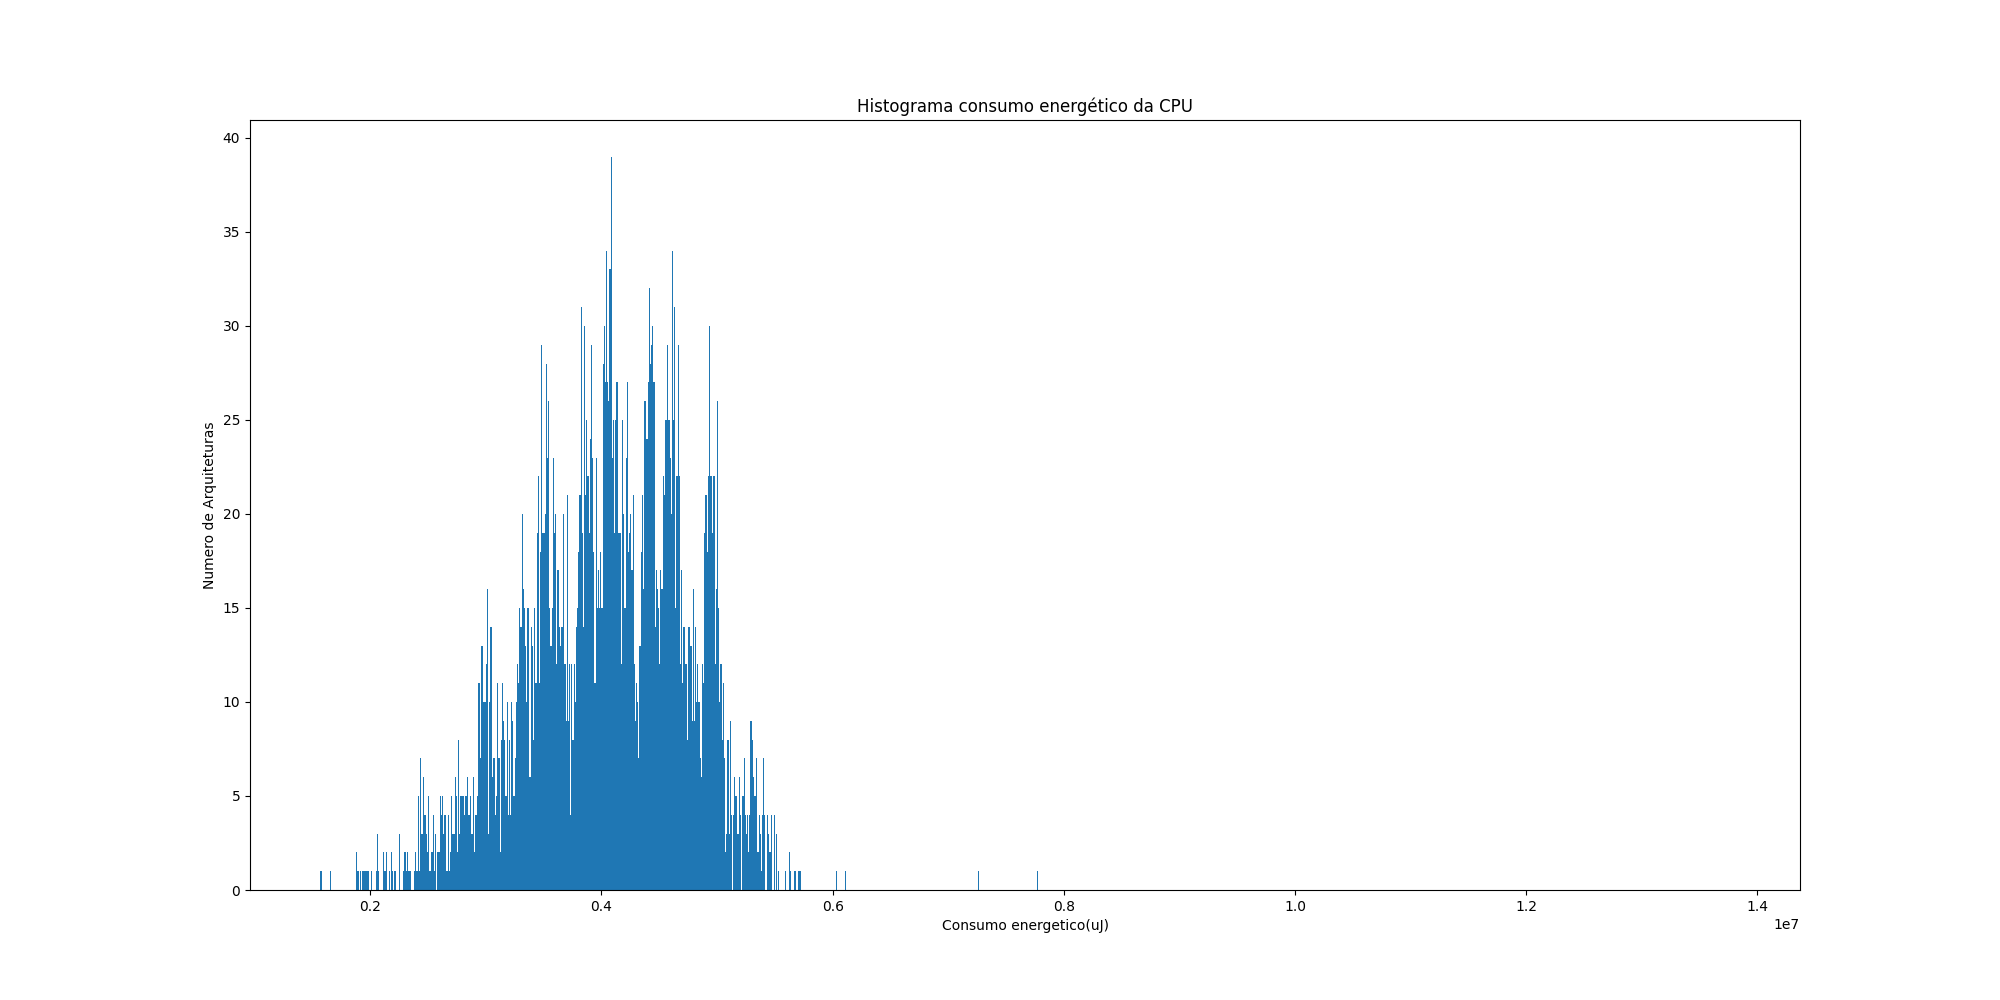 Histograma consumo energético da CPU
40
35
30
25
20
15
10
5
0
Numero de Arquiteturas
0.2 0.4 0.6 0.8 1.0 1.2 1.4
1e7
Consumo energetico(uJ)